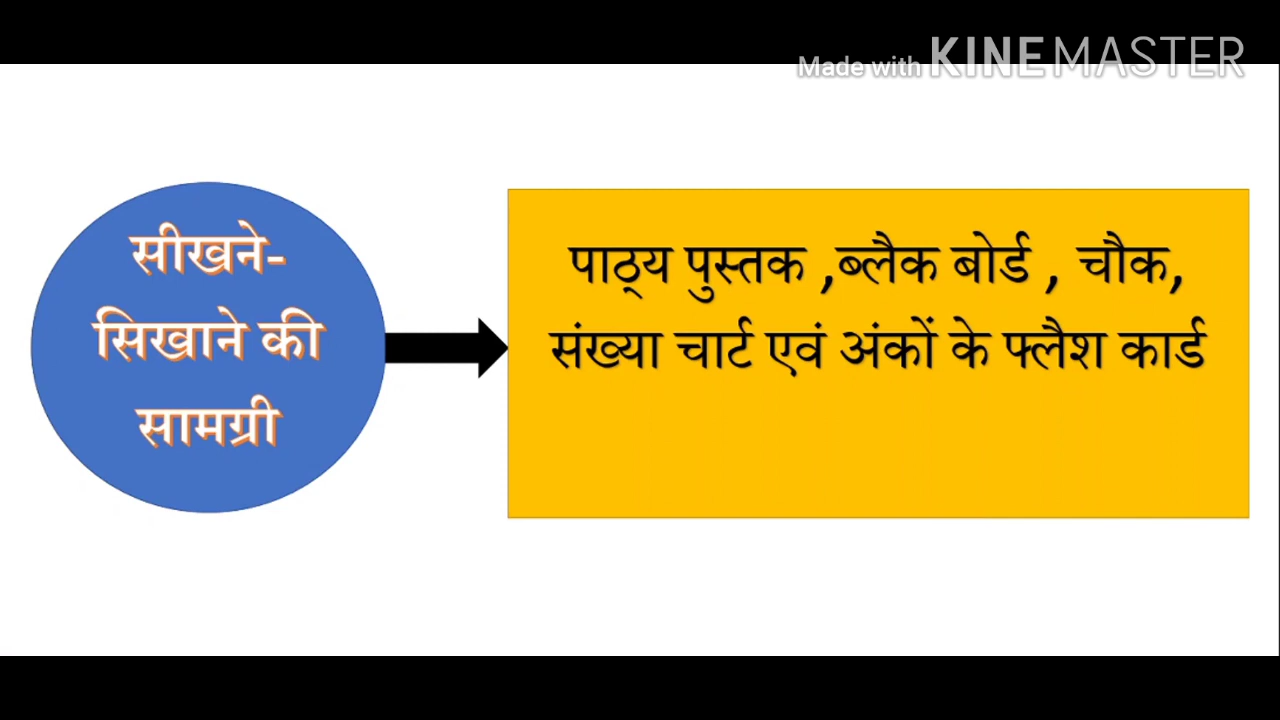 Made with KINEMASTER
सीखने-
सिखाने की
सामग्री
पाठ्य पुस्तक ,ब्लैक बोर्ड , चौक,
संख्या चार्ट एवं अंकों के फ्लैश कार्ड